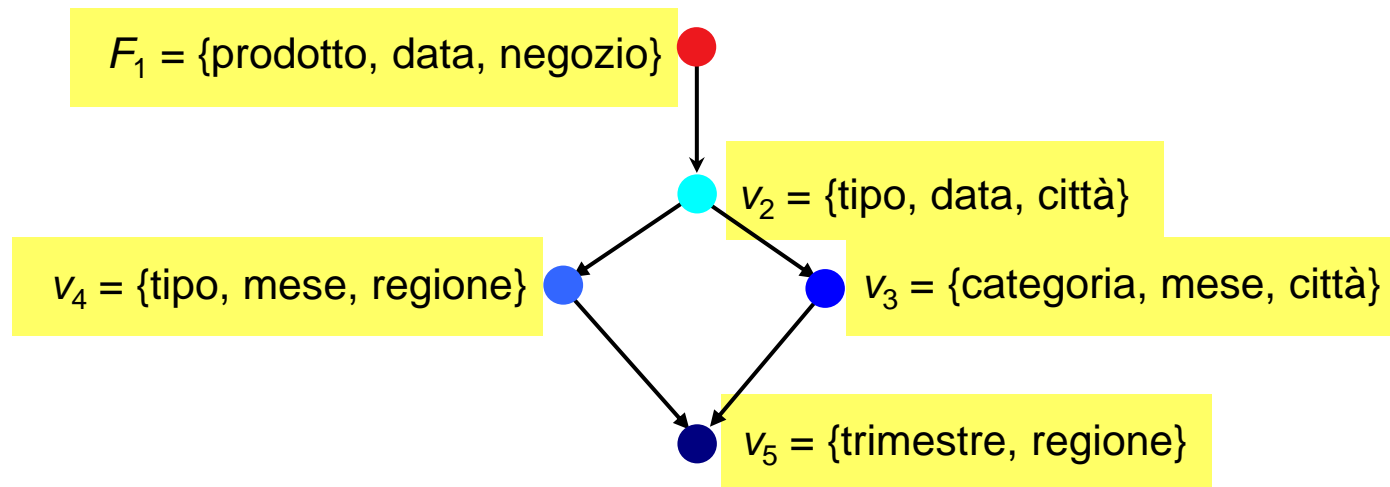 F₁ = {prodotto, data, negozio}
v₂ = {tipo, data, città}
v₄ = {tipo, mese, regione}
v₃ = {categoria, mese, città}
v₅ = {trimestre, regione}